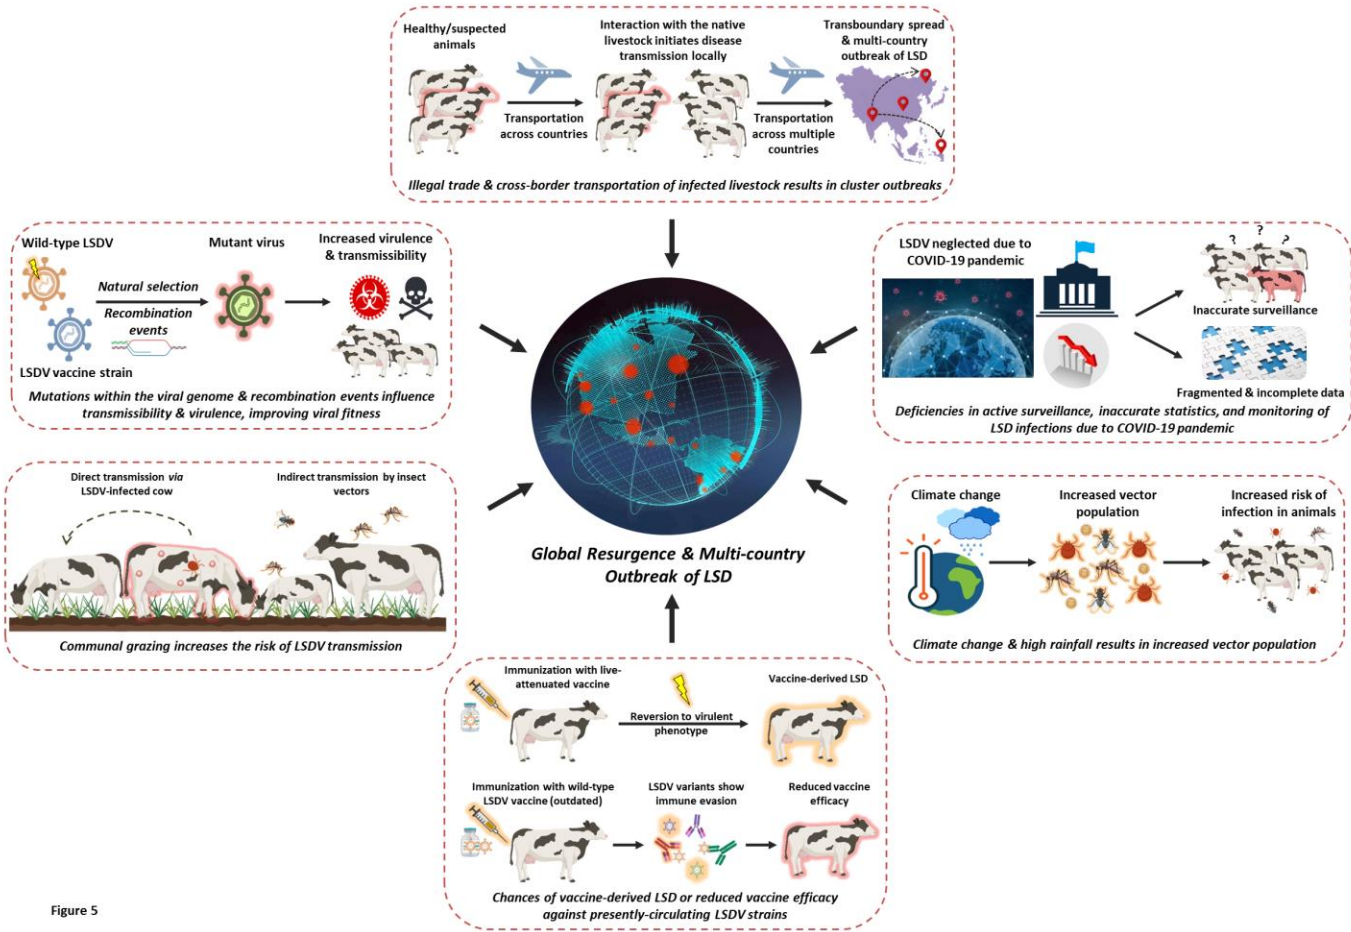 Healthy/suspected
animals
Transportation
across countries
Interaction with the native
livestock initiates disease
transmission locally
Transportation
across multiple
countries
Transboundary spread
& multi-country
outbreak of LSD
Illegal trade & cross-border transportation of infected livestock results in cluster outbreaks
Wild-type LSDV
LSDV vaccine strain
Natural selection
Recombination
events
Mutant virus
Increased virulence
& transmissibility
Mutations within the viral genome & recombination events influence
transmissibility & virulence, improving viral fitness
LSDV neglected due to
COVID-19 pandemic
? ? ?
Inaccurate surveillance
Fragmented & incomplete data
Deficiencies in active surveillance, inaccurate statistics, and monitoring of
LSD infections due to COVID-19 pandemic
Direct transmission via
LSDV-infected cow
Indirect transmission by insect
vectors
Communal grazing increases the risk of LSDV transmission
Global Resurgence & Multi-country
Outbreak of LSD
Climate change
Increased vector
population
Increased risk of
infection in animals
Climate change & high rainfall results in increased vector population
Immunization with live-
attenuated vaccine
Reversion to virulent
phenotype
Vaccine-derived LSD
Immunization with wild-type
LSDV vaccine (outdated)
LSDV variants show
immune evasion
Reduced vaccine
efficacy
Chances of vaccine-derived LSD or reduced vaccine efficacy
against presently-circulating LSDV strains
Figure 5